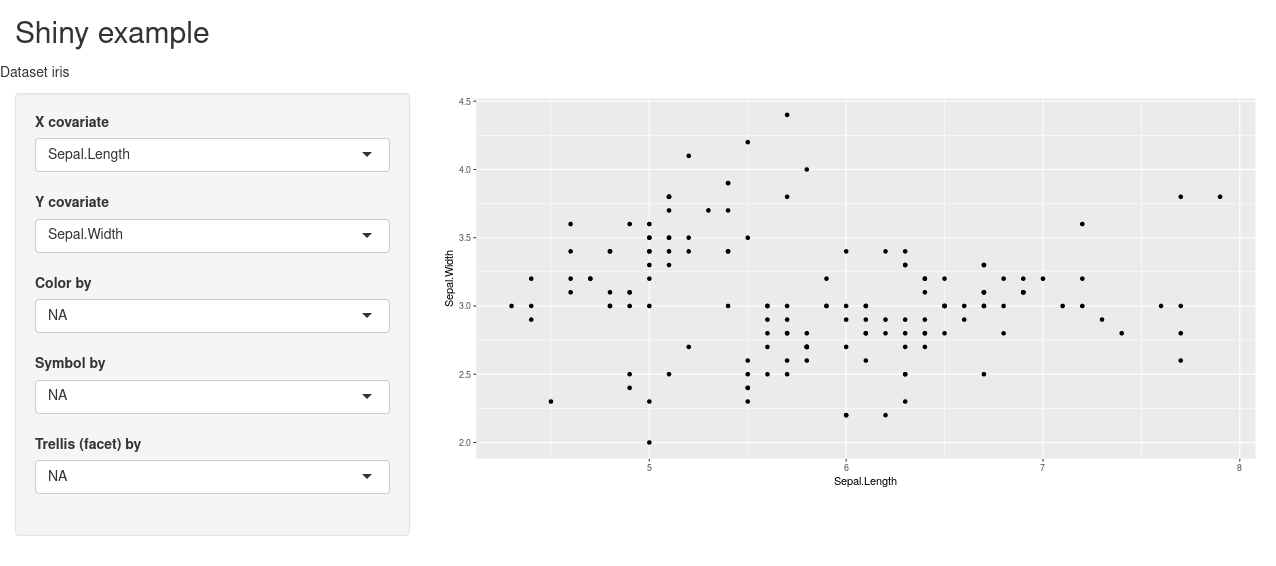 Shiny example
Dataset iris
X covariate
Sepal.Length
Y covariate
Sepal.Width
Color by
NA
Symbol by
NA
Trellis (facet) by
NA
4.5
4.0
3.5
3.0
2.5
2.0
Sepal.Width
5 6 7 8
Sepal.Length